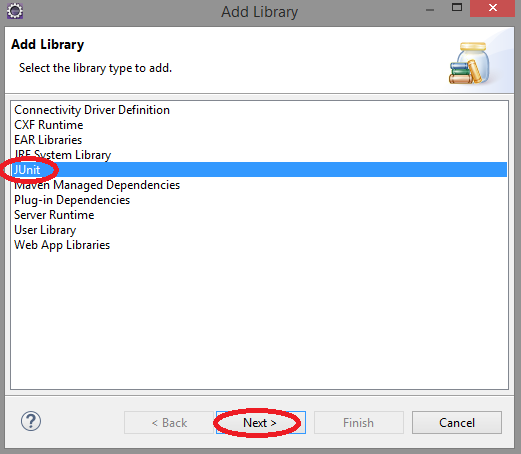 Add Library
Add Library
Select the library type to add.
Connectivity Driver Definition
CXF Runtime
EAR Libraries
JRE System Library
JUnit
Maven Managed Dependencies
Plug-in Dependencies
Server Runtime
User Library
Web App Libraries
?
< Back
Next >
Finish
Cancel